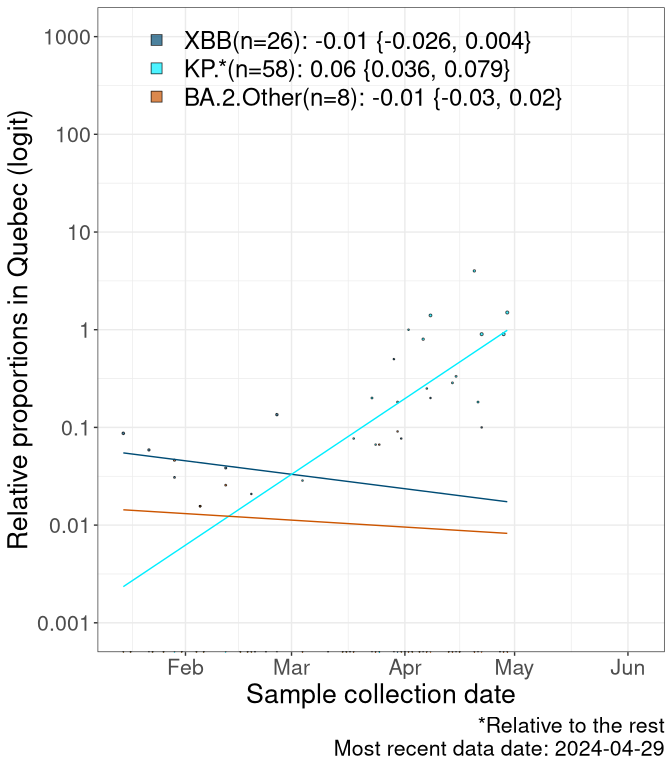 1000
100
10
1
0.1
0.01
0.001
Relative proportions in Quebec (logit)
XBB(n=26): -0.01 {-0.026, 0.004}
KP.*(n=58): 0.06 {0.036, 0.079}
BA.2.Other(n=8): -0.01 {-0.03, 0.02}
Feb Mar Apr May Jun
Sample collection date
*Relative to the rest
Most recent data date: 2024-04-29